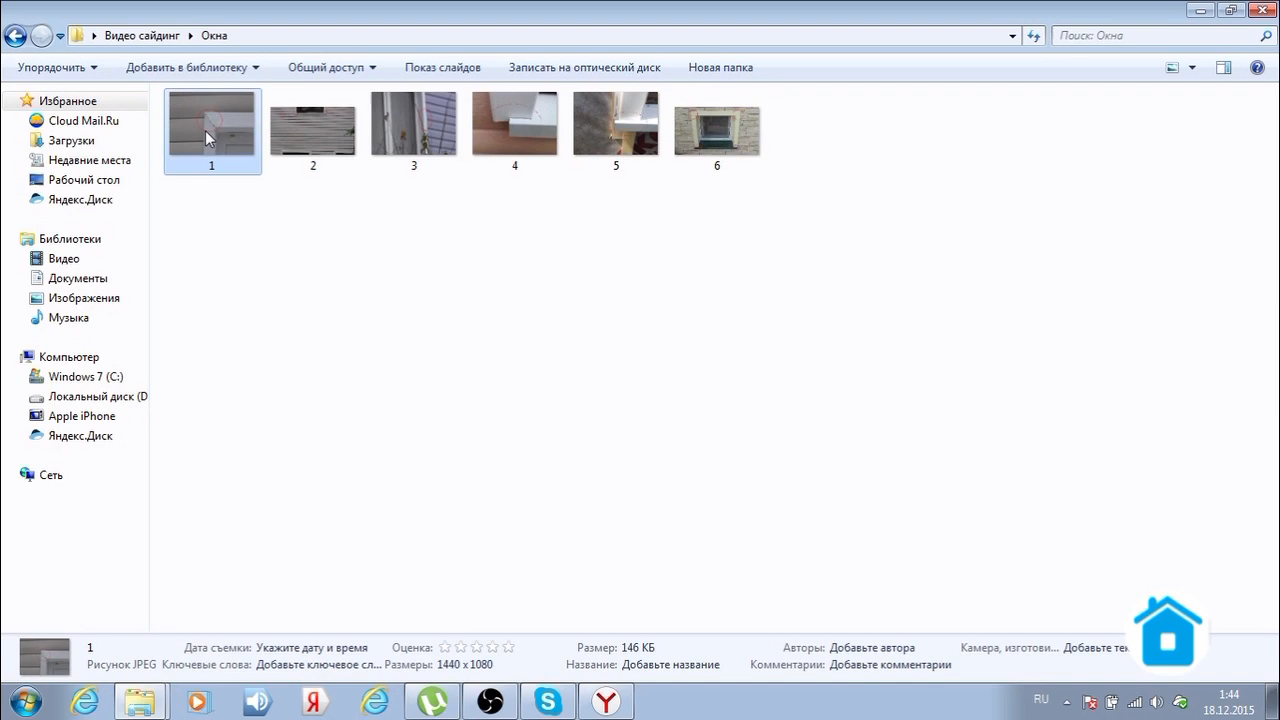 Видео сайдинг
Окна
Поиск: Окна
Упорядочить
Добавить в библиотеку
Общий доступ
Показ слайдов
Записать на оптический диск
Новая папка
Избранное
Cloud Mail.Ru
Загрузки
Недавние места
Рабочий стол
Яндекс.Диск
Библиотеки
Видео
Документы
Изображения
Музыка
Компьютер
Windows 7 (C:)
Локальный диск (D
Apple iPhone
Яндекс.Диск
Сеть
1
2
3
4
5
6
1
Дата съемки: Укажите дату и время
Оценка:
Размер: 146 КБ
Авторы: Добавьте автора
Камера, изготови... Добавьте
Рисунок JPEG
Ключевые слова: Добавьте ключевое сл...
Размеры: 1440 x 1080
Название: Добавьте название
Комментарии: Добавьте комментарии
RU
1:44
18.12.2015